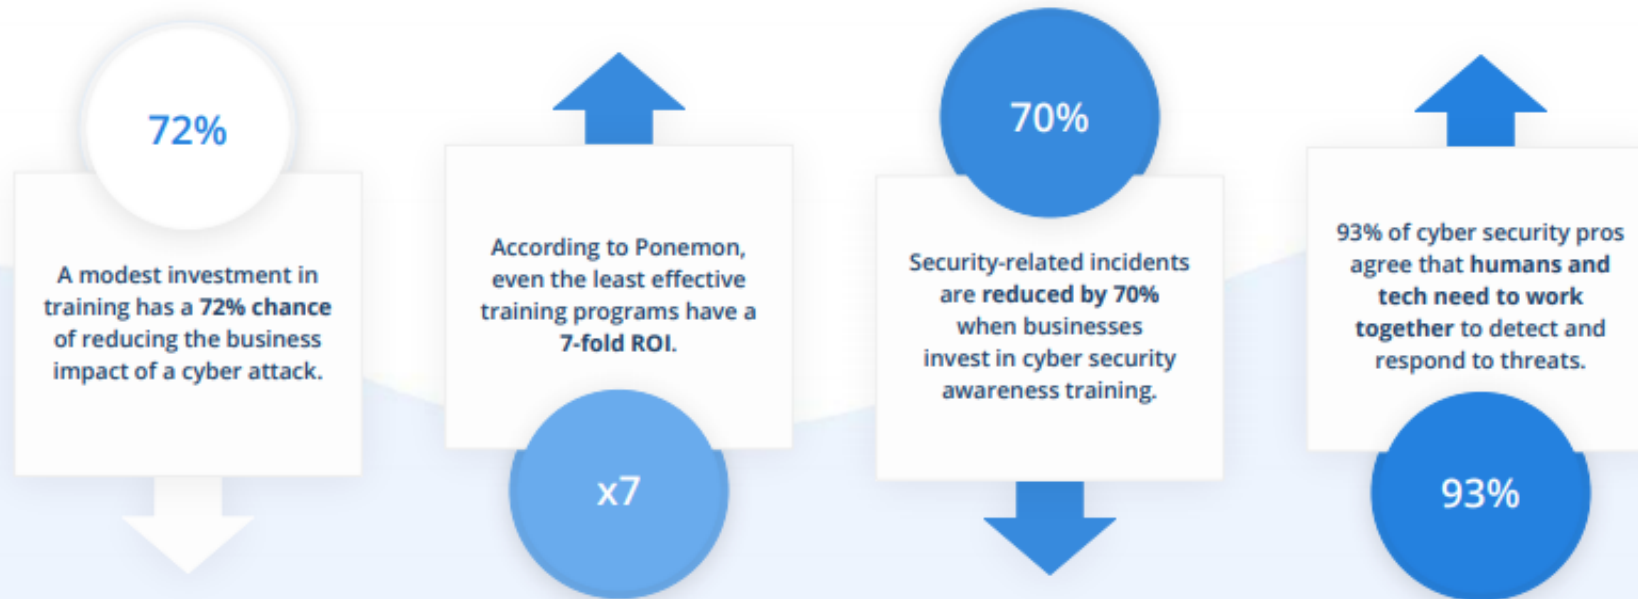 72%
A modest investment in
training has a 72% chance
of reducing the business
impact of a cyber attack.
According to Ponemon,
even the least effective
training programs have a
7-fold ROI.
x7
70%
Security-related incidents
are reduced by 70%
when businesses
invest in cyber security
awareness training.
93% of cyber security pros
agree that humans and
tech need to work
together to detect and
respond to threats.
93%